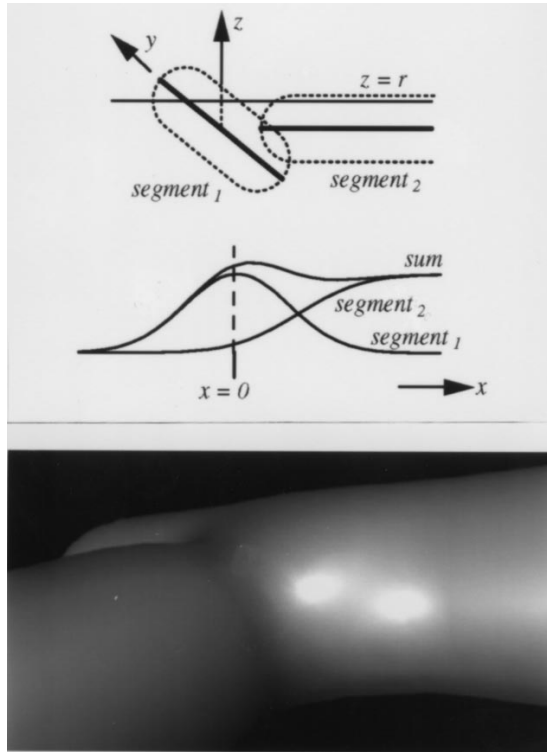 z
y
z = r
segment 1
segment 2
sum
segment 2
segment 1
x = 0
x